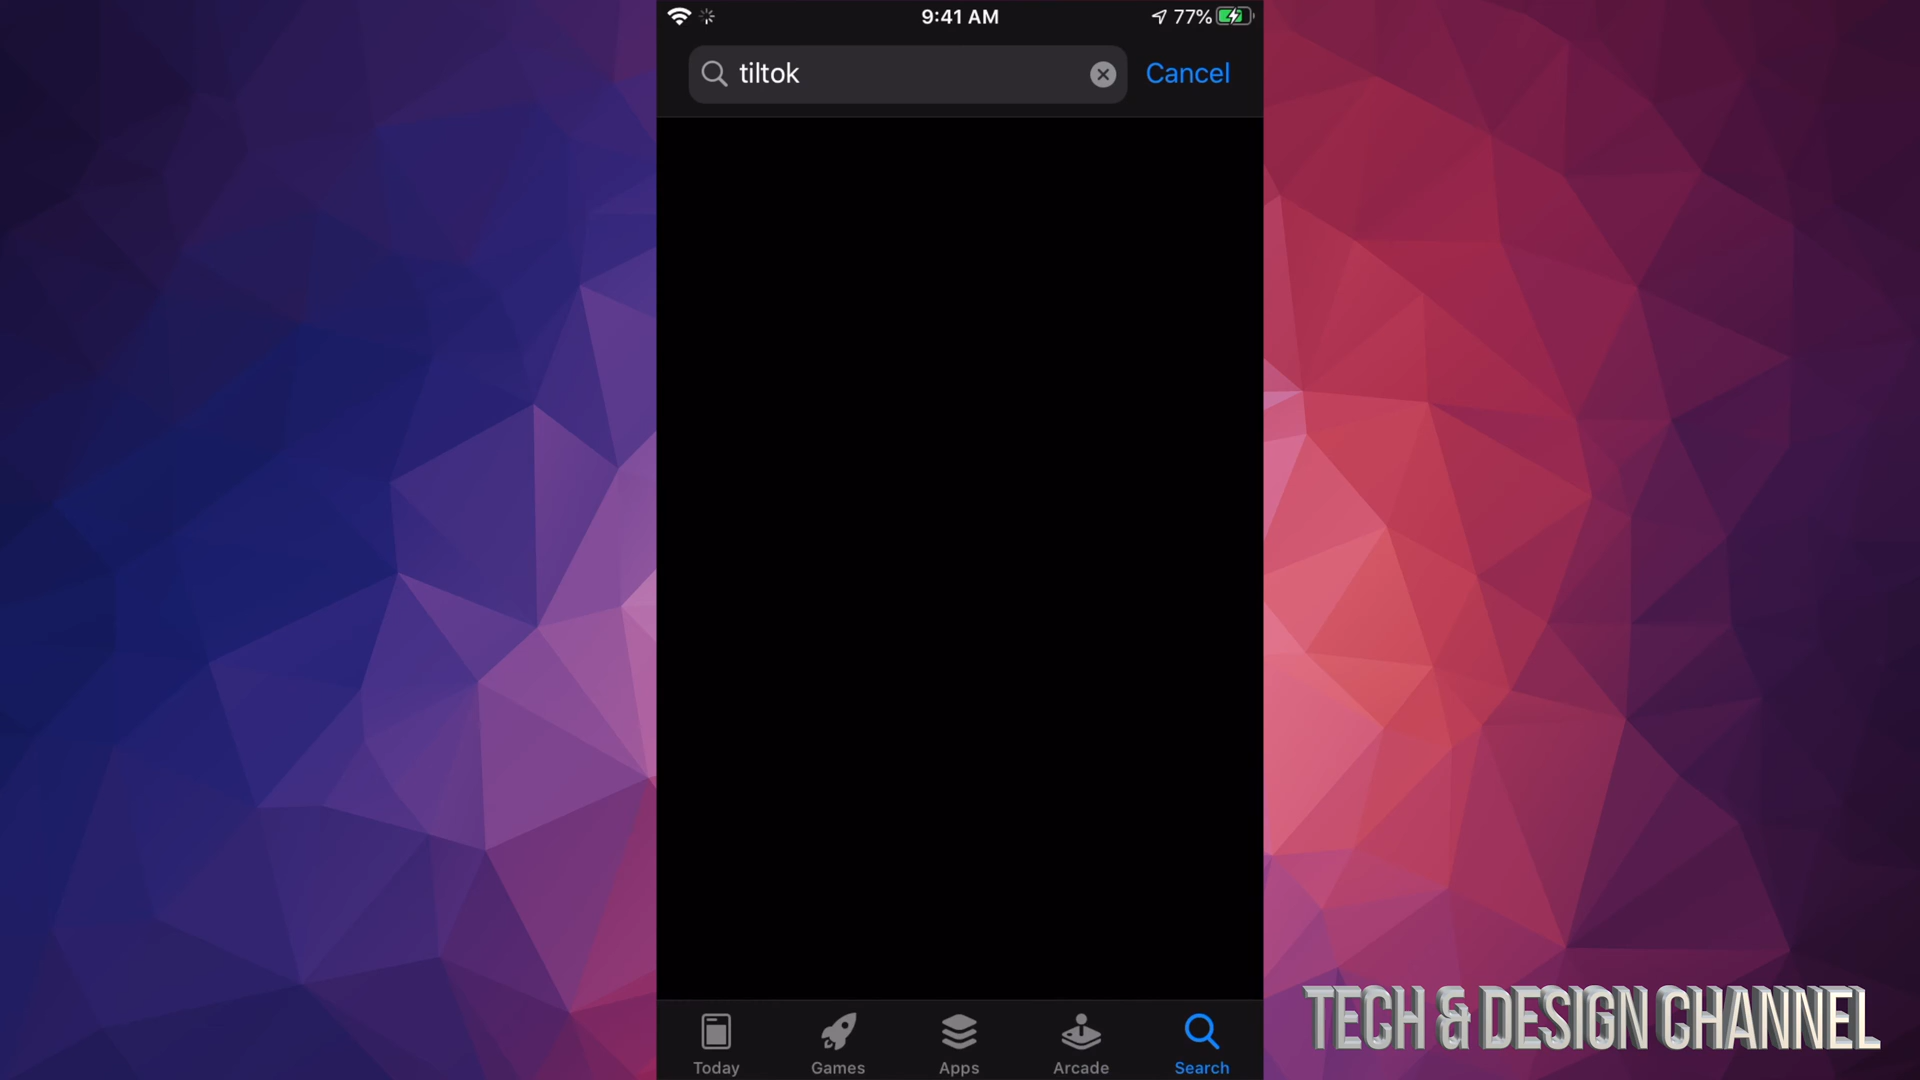 9:41 AM
77%
tiltok
Cancel
Today
Games
Apps
Arcade
Search
TECH & DESIGN CHANNEL